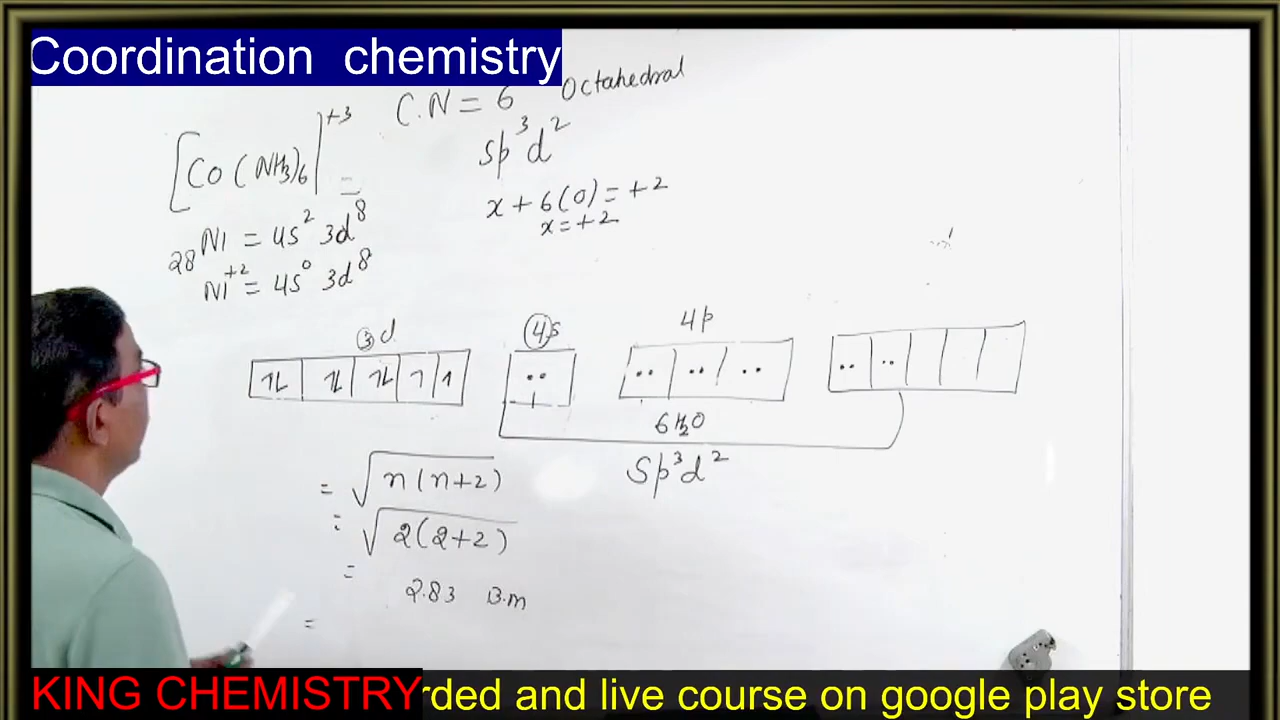 Coordination chemistry
C.N = 6 Octahedral
[Co(NH3)6]+3
sp³d²
x + 6(0) = +2
x = +2
28Ni = 4s² 3d⁸
Ni+2 = 4s⁰ 3d⁸
3d 4s 4p
6H2O
Sp³d²
= √n(n+2)
= √2(2+2)
= 2.83 B.m
=
KING CHEMISTRY rded and live course on google play store